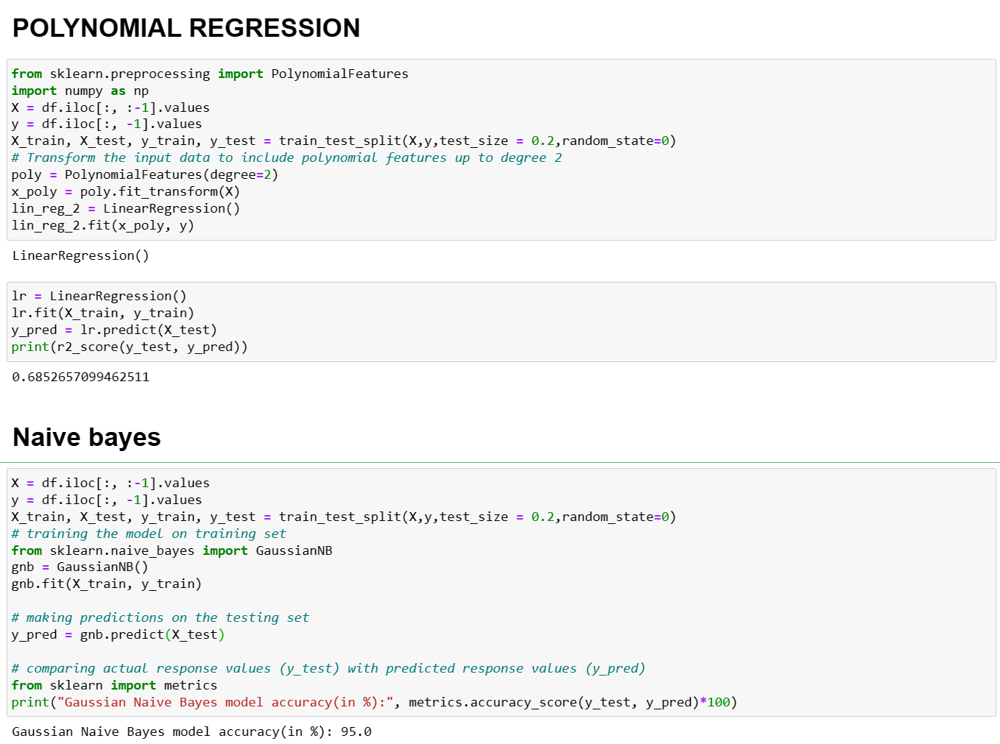 POLYNOMIAL REGRESSION
from sklearn.preprocessing import PolynomialFeatures
import numpy as np
X = df.iloc[:, :-1].values
y = df.iloc[:, -1].values
X_train, X_test, y_train, y_test = train_test_split(X,y,test_size = 0.2,random_state=0)
# Transform the input data to include polynomial features up to degree 2
poly = PolynomialFeatures(degree=2)
x_poly = poly.fit_transform(X)
lin_reg_2 = LinearRegression()
lin_reg_2.fit(x_poly, y)
LinearRegression()
lr = LinearRegression()
lr.fit(X_train, y_train)
y_pred = lr.predict(X_test)
print(r2_score(y_test, y_pred))
0.6852657099462511
Naive bayes
X = df.iloc[:, :-1].values
y = df.iloc[:, -1].values
X_train, X_test, y_train, y_test = train_test_split(X,y,test_size = 0.2,random_state=0)
# training the model on training set
from sklearn.naive_bayes import GaussianNB
gnb = GaussianNB()
gnb.fit(X_train, y_train)
# making predictions on the testing set
y_pred = gnb.predict(X_test)
# comparing actual response values (y_test) with predicted response values (y_pred)
from sklearn import metrics
print("Gaussian Naive Bayes model accuracy(in %):", metrics.accuracy_score(y_test, y_pred)*100)
Gaussian Naive Bayes model accuracy(in %): 95.0